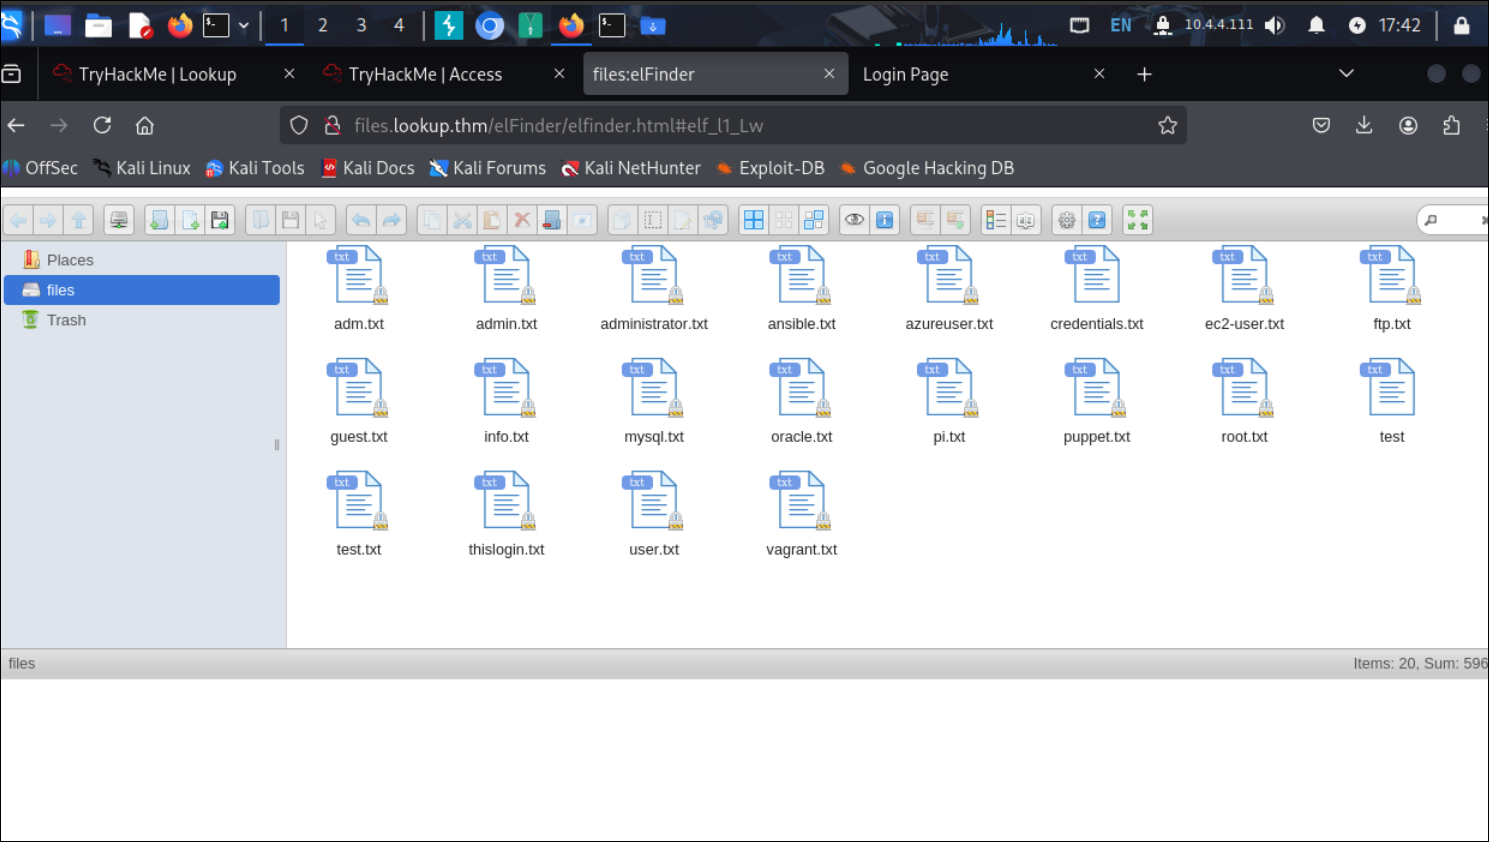 1 2 3 4 EN 10.4.4.111 17:42
TryHackMe | Lookup TryHackMe | Access files:elFinder Login Page
files.lookup.thm/elFinder/elfinder.html#elf_l1_Lw
OffSec Kali Linux Kali Tools Kali Docs Kali Forums Kali NetHunter Exploit-DB Google Hacking DB
Places
files
Trash
txt txt txt txt txt txt txt txt
adm.txt admin.txt administrator.txt ansible.txt azureuser.txt credentials.txt ec2-user.txt ftp.txt
txt txt txt txt txt txt txt txt
guest.txt info.txt mysql.txt oracle.txt pi.txt puppet.txt root.txt test
txt txt txt txt
test.txt thislogin.txt user.txt vagrant.txt
files Items: 20, Sum: 596